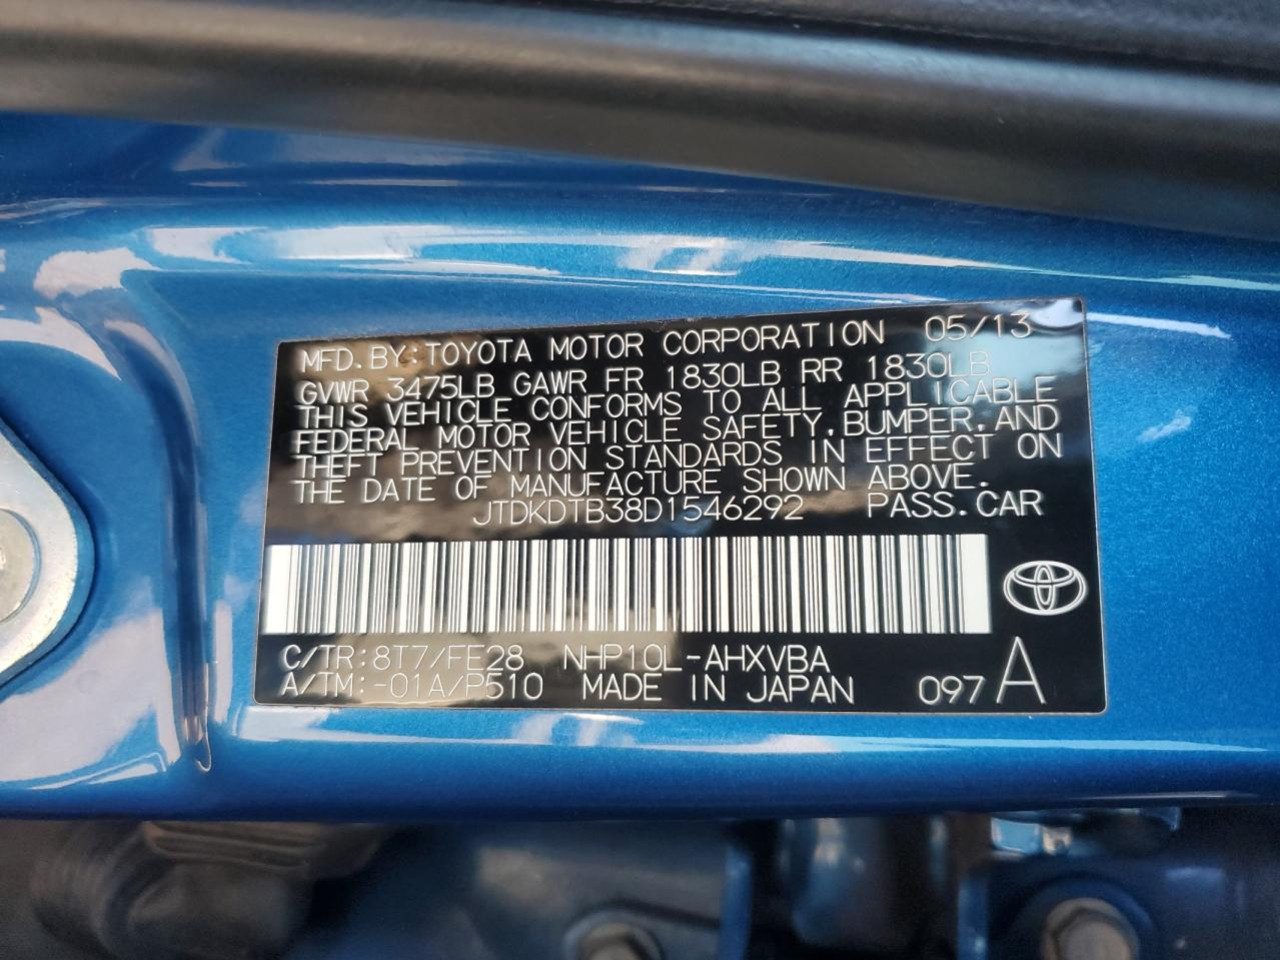 MFD. BY: TOYOTA MOTOR CORPORATION 05/13
GVWR 3475LB GAWR FR 1830LB RR 1830LB
THIS VEHICLE CONFORMS TO ALL APPLICABLE
FEDERAL MOTOR VEHICLE SAFETY, BUMPER, AND
THEFT PREVENTION STANDARDS IN EFFECT ON
THE DATE OF MANUFACTURE SHOWN ABOVE.
JTDKDTB38D1546292 PASS. CAR
C/TR: 8T7/FE28 NHP10L-AHXVBA
A/TM: -01A/P510 MADE IN JAPAN 097 A